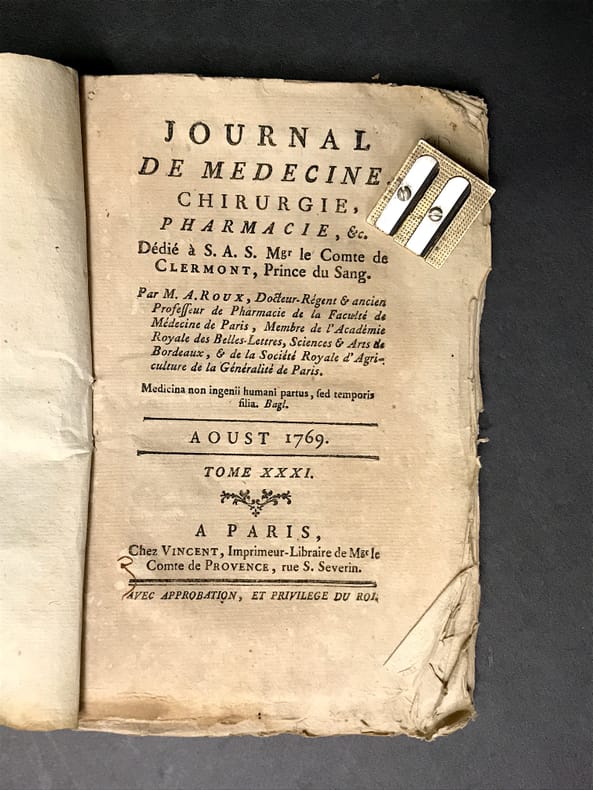 JOURNAL
DE MEDECINE,
CHIRURGIE,
PHARMACIE, &c.
Dédié à S. A. S. Mgr le Comte de
CLERMONT, Prince du Sang.
Par M. A. ROUX, Docteur-Régent & ancien
Professeur de Pharmacie de la Faculté de
Médecine de Paris, Membre de l'Académie
Royale des Belles-Lettres, Sciences & Arts de
Bordeaux, & de la Société Royale d'Agri-
culture de la Généralité de Paris.
Medicina non ingenii humani partus, sed temporis
filia. Bagl.
AOUST 1769.
TOME XXXI.
A PARIS,
Chez VINCENT, Imprimeur-Libraire de Mgr le
Comte de PROVENCE, rue S. Severin.
AVEC APPROBATION, ET PRIVILEGE DU ROI.